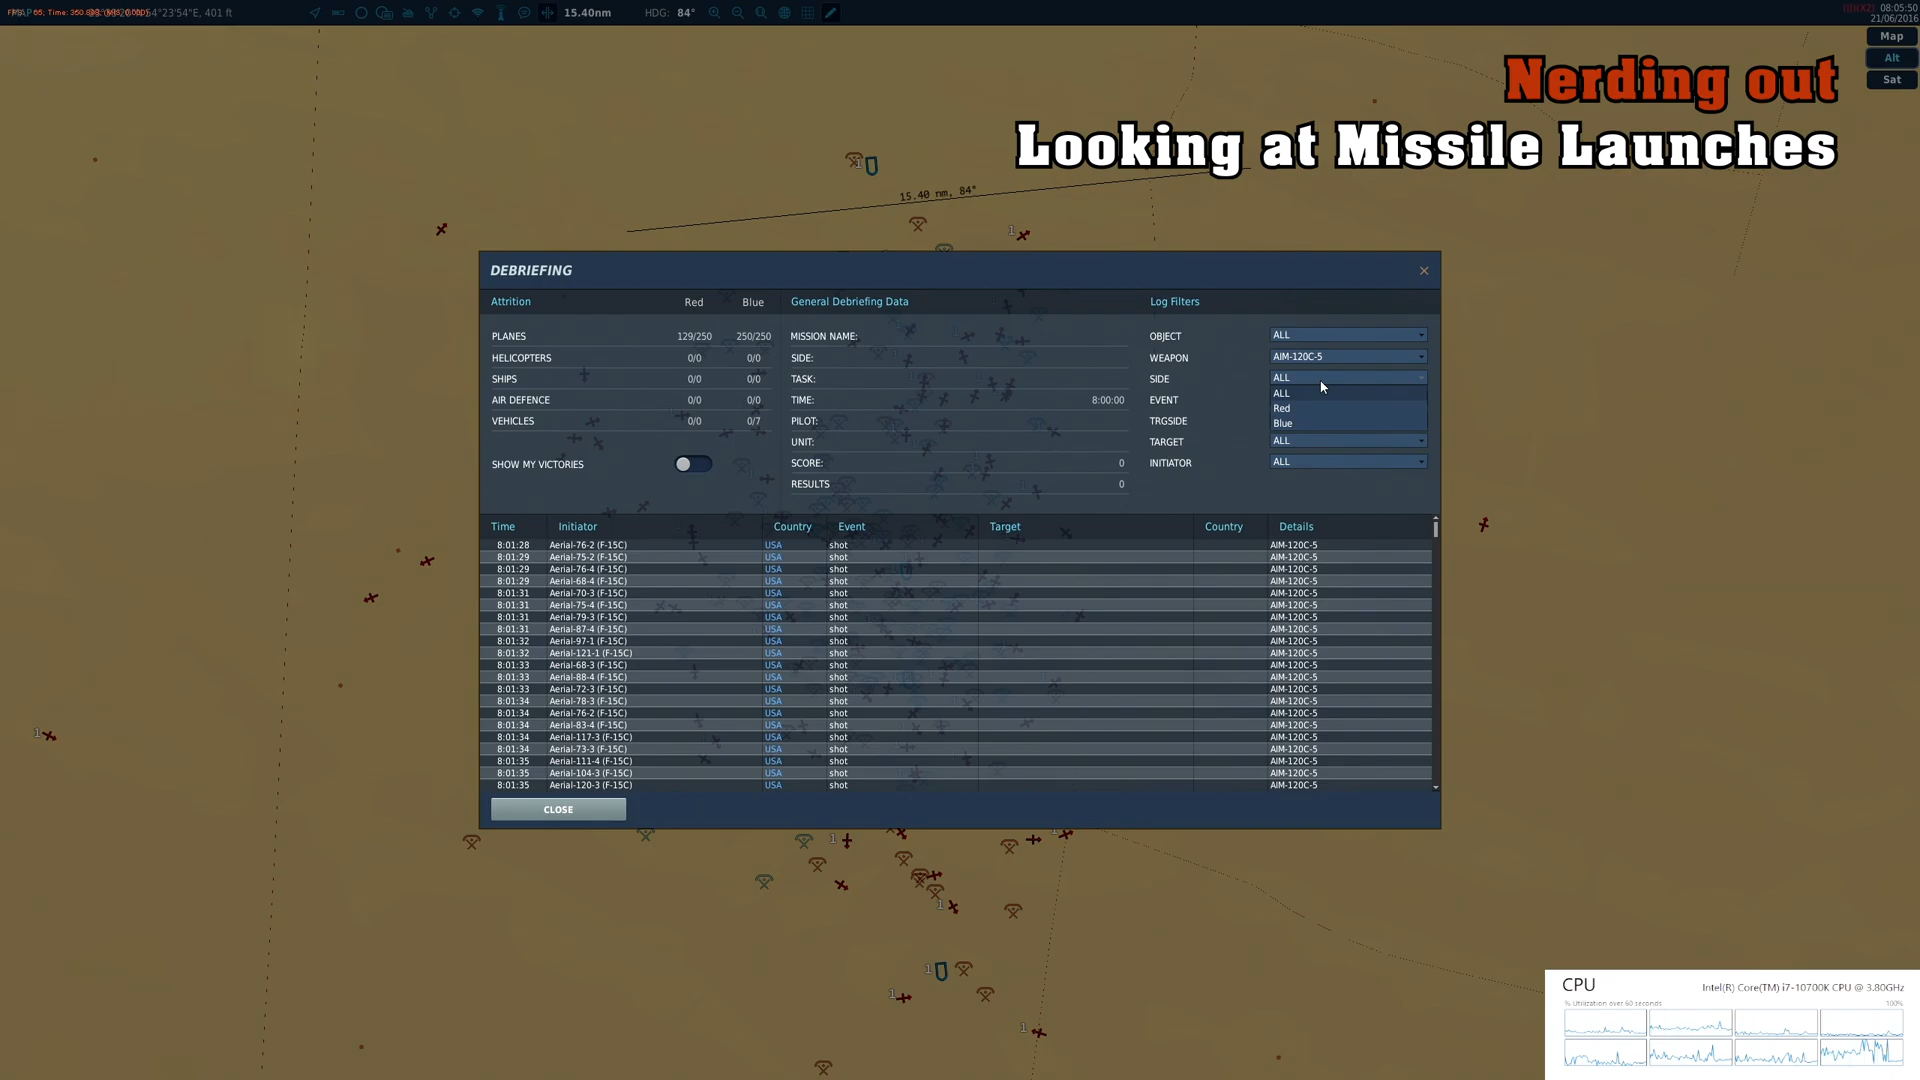 15.40nm
HDG: 84°
08:05:50
21/06/2016
Map
Alt
Sat
Nerding out
Looking at Missile Launches
15.40 nm, 84°
DEBRIEFING
Attrition Red Blue
PLANES 129/250 250/250
HELICOPTERS 0/0 0/0
SHIPS 0/0 0/0
AIR DEFENCE 0/0 0/0
VEHICLES 0/0 0/7
SHOW MY VICTORIES
General Debriefing Data
MISSION NAME:
SIDE:
TASK:
TIME: 8:00:00
PILOT:
UNIT:
SCORE: 0
RESULTS 0
Log Filters
OBJECT ALL
WEAPON AIM-120C-5
SIDE ALL
ALL
EVENT Red
TRGSIDE Blue
TARGET ALL
INITIATOR ALL
Time Initiator Country Event Target Country Details
8:01:28 Aerial-76-2 (F-15C) USA shot AIM-120C-5
8:01:29 Aerial-75-2 (F-15C) USA shot AIM-120C-5
8:01:29 Aerial-76-4 (F-15C) USA shot AIM-120C-5
8:01:29 Aerial-68-4 (F-15C) USA shot AIM-120C-5
8:01:31 Aerial-70-3 (F-15C) USA shot AIM-120C-5
8:01:31 Aerial-75-4 (F-15C) USA shot AIM-120C-5
8:01:31 Aerial-79-3 (F-15C) USA shot AIM-120C-5
8:01:31 Aerial-87-4 (F-15C) USA shot AIM-120C-5
8:01:32 Aerial-97-1 (F-15C) USA shot AIM-120C-5
8:01:32 Aerial-121-1 (F-15C) USA shot AIM-120C-5
8:01:33 Aerial-68-3 (F-15C) USA shot AIM-120C-5
8:01:33 Aerial-88-4 (F-15C) USA shot AIM-120C-5
8:01:33 Aerial-72-3 (F-15C) USA shot AIM-120C-5
8:01:34 Aerial-78-3 (F-15C) USA shot AIM-120C-5
8:01:34 Aerial-76-2 (F-15C) USA shot AIM-120C-5
8:01:34 Aerial-83-4 (F-15C) USA shot AIM-120C-5
8:01:34 Aerial-117-3 (F-15C) USA shot AIM-120C-5
8:01:34 Aerial-73-3 (F-15C) USA shot AIM-120C-5
8:01:35 Aerial-111-4 (F-15C) USA shot AIM-120C-5
8:01:35 Aerial-104-3 (F-15C) USA shot AIM-120C-5
8:01:35 Aerial-120-3 (F-15C) USA shot AIM-120C-5
CLOSE
CPU Intel(R) Core(TM) i7-10700K CPU @ 3.80GHz
% Utilization over 60 seconds 100%